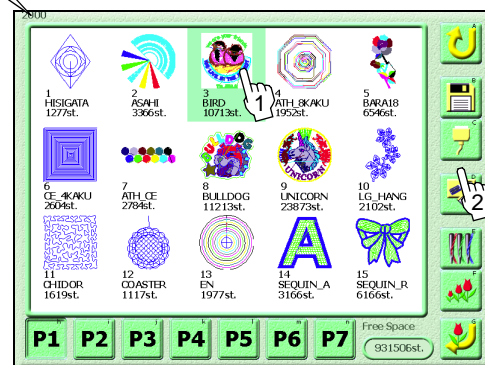 2000
1 2 3 4 5
HISIGATA ASAHI BIRD ATH_8KAKU BARA18
1277st. 3366st. 10713st. 1952st. 6546st.
1
6 7 8 9 10
CE_4KAKU ATH_CE BULLDOG UNICORN LG_HANG
2604st. 2784st. 11213st. 23873st. 2102st.
2
11 12 13 14 15
CHIDOR COASTER EN SEQUIN_A SEQUIN_R
1619st. 1117st. 1977st. 3166st. 6166st.
P1 P2 P3 P4 P5 P6 P7
Free Space
931506st.
BULLDOG
UNICORN
A
A
B
C
D
E
F
G